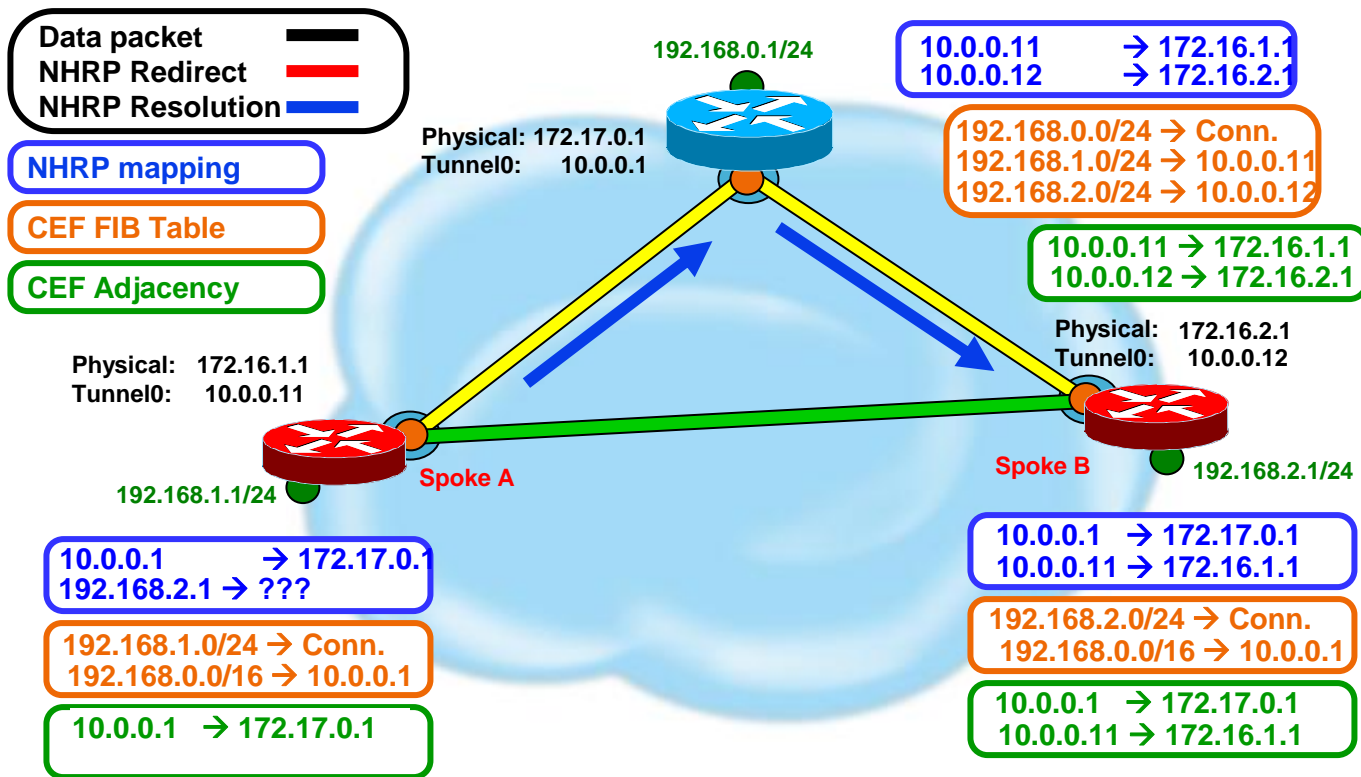 Data packet
NHRP Redirect
NHRP Resolution
NHRP mapping
CEF FIB Table
CEF Adjacency
192.168.0.1/24
Physical: 172.17.0.1
Tunnel0: 10.0.0.1
10.0.0.11 → 172.16.1.1
10.0.0.12 → 172.16.2.1
192.168.0.0/24 → Conn.
192.168.1.0/24 → 10.0.0.11
192.168.2.0/24 → 10.0.0.12
10.0.0.11 → 172.16.1.1
10.0.0.12 → 172.16.2.1
Physical: 172.16.2.1
Tunnel0: 10.0.0.12
Physical: 172.16.1.1
Tunnel0: 10.0.0.11
Spoke A
192.168.1.1/24
Spoke B
192.168.2.1/24
10.0.0.1 → 172.17.0.1
192.168.2.1 → ???
192.168.1.0/24 → Conn.
192.168.0.0/16 → 10.0.0.1
10.0.0.1 → 172.17.0.1
10.0.0.1 → 172.17.0.1
10.0.0.11 → 172.16.1.1
192.168.2.0/24 → Conn.
192.168.0.0/16 → 10.0.0.1
10.0.0.1 → 172.17.0.1
10.0.0.11 → 172.16.1.1